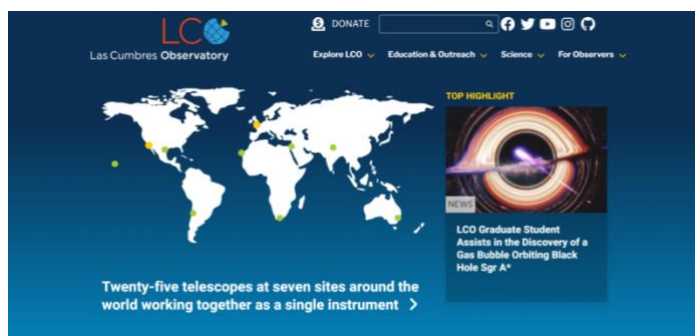 LCO
Las Cumbres Observatory
DONATE
Explore LCO
Education & Outreach
Science
For Observers
TOP HIGHLIGHT
NEWS
LCO Graduate Student
Assists in the Discovery of a
Gas Bubble Orbiting Black
Hole Sgr A*
Twenty-five telescopes at seven sites around the
world working together as a single instrument >